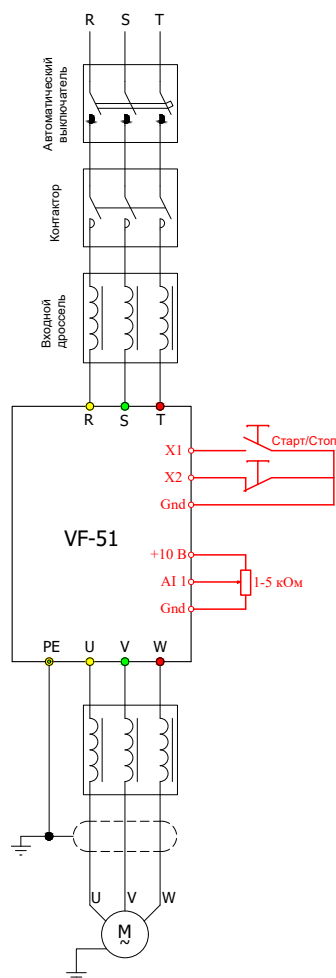 R S T
Автоматический
выключатель
Контактор
Входной
дроссель
R S T
X1
Старт/Стоп
X2
Gnd
VF-51
+10 В
AI 1
1-5 кОм
Gnd
PE U V W
U V W
M
~